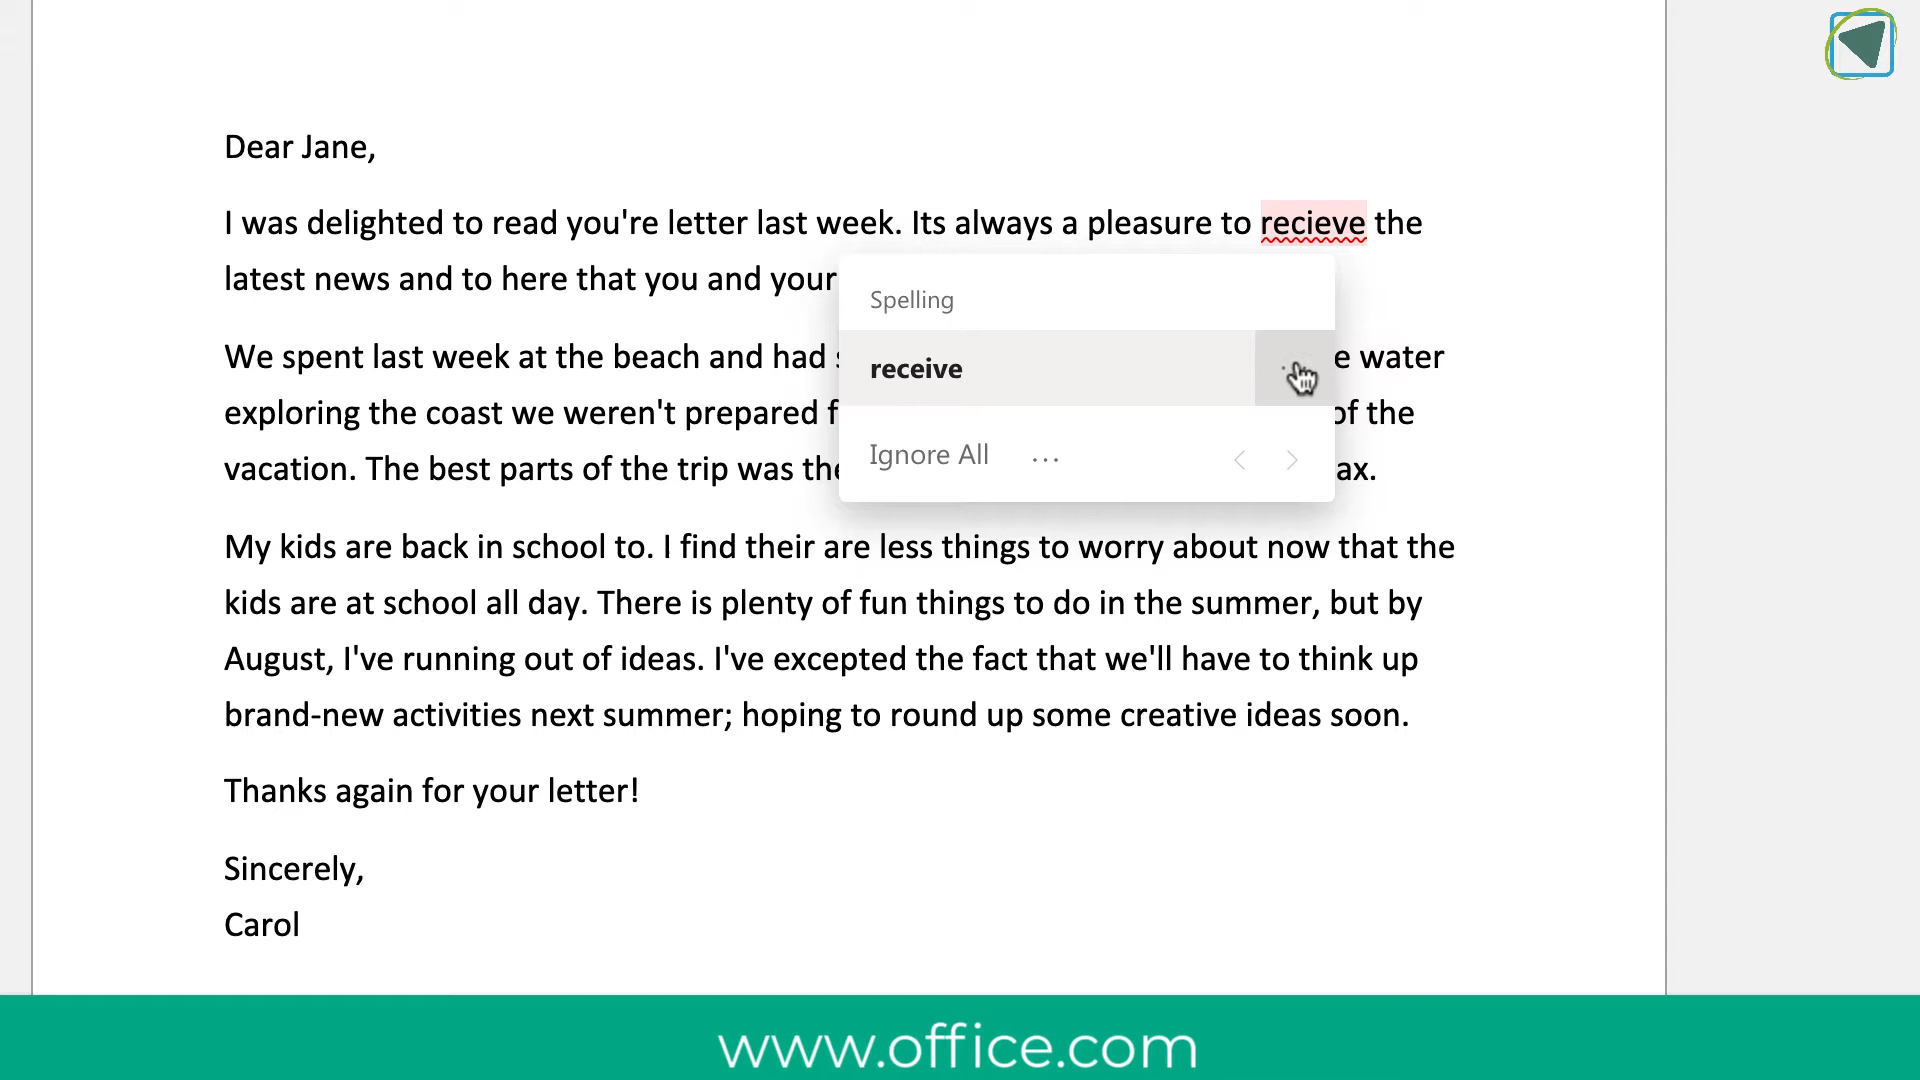 Dear Jane,
I was delighted to read you're letter last week. Its always a pleasure to recieve the
latest news and to here that you and your
Spelling
We spent last week at the beach and had water
receive
exploring the coast we weren't prepared of the
Ignore All ...
vacation. The best parts of the trip was
My kids are back in school to. I find their are less things to worry about now that the
kids are at school all day. There is plenty of fun things to do in the summer, but by
August, I've running out of ideas. I've excepted the fact that we'll have to think up
brand-new activities next summer; hoping to round up some creative ideas soon.
Thanks again for your letter!
Sincerely,
Carol
www.office.com